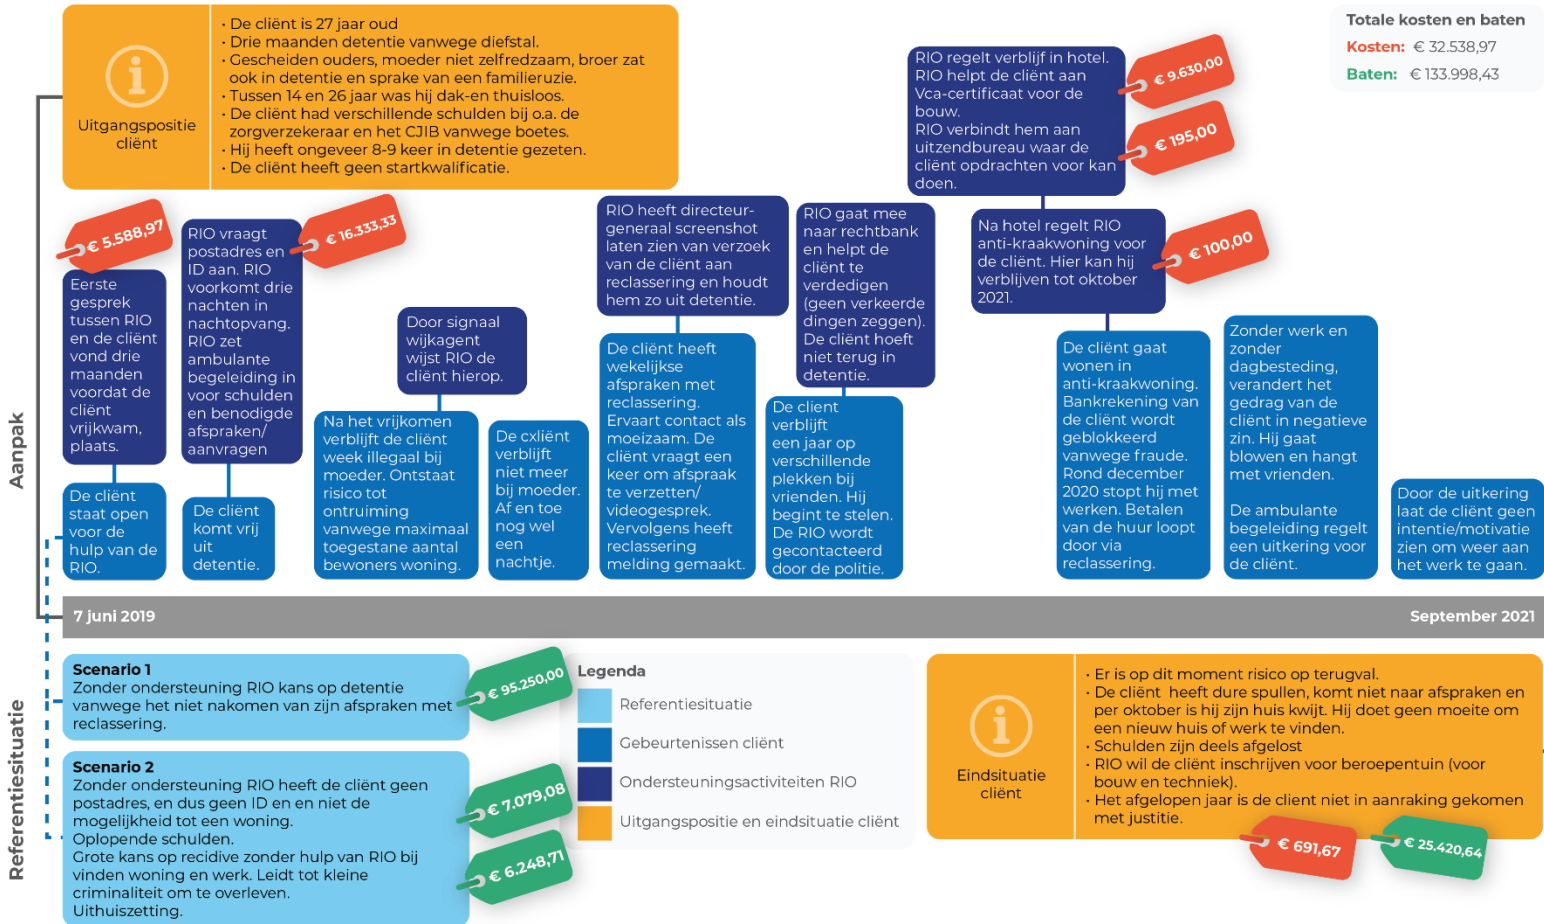 Uitgangspositie
cliënt
• De cliënt is 27 jaar oud
• Drie maanden detentie vanwege diefstal.
• Gescheiden ouders, moeder niet zelfredzaam, broer zat
ook in detentie en sprake van een familieruzie.
• Tussen 14 en 26 jaar was hij dak-en thuisloos.
• De cliënt had verschillende schulden bij o.a. de
zorgverzekeraar en het CJIB vanwege boetes.
• Hij heeft ongeveer 8-9 keer in detentie gezeten.
• De cliënt heeft geen startkwalificatie.
Totale kosten en baten
Kosten: € 32.538,97
Baten: € 133.998,43
Aanpak
€ 5.588,97
Eerste
gesprek
tussen RIO
en de cliënt
vond drie
maanden
voordat de
cliënt
vrijkwam,
plaats.
De cliënt
staat open
voor de
hulp van de
RIO.
€ 16.333,33
RIO vraagt
postadres en
ID aan. RIO
voorkomt drie
nachten in
nachtopvang.
RIO zet
ambulante
begeleiding in
voor schulden
en benodigde
afspraken/
aanvragen
De cliënt
komt vrij
uit
detentie.
Door signaal
wijkagent
wijst RIO de
cliënt hierop.
Na het vrijkomen
verblijft de cliënt
week illegaal bij
moeder. Ontstaat
risico tot
ontruiming
vanwege maximaal
toegestane aantal
bewoners woning.
De cxliënt
verblijft
niet meer
bij moeder.
Af en toe
nog wel
een
nachtje.
RIO heeft directeur-
generaal screenshot
laten zien van verzoek
van de cliënt aan
reclassering en houdt
hem zo uit detentie.
De cliënt heeft
wekelijkse
afspraken met
reclassering.
Ervaart contact als
moeizaam. De
cliënt vraagt een
keer om afspraak
te verzetten/
videogesprek.
Vervolgens heeft
reclassering
melding gemaakt.
RIO gaat mee
naar rechtbank
en helpt de
cliënt te
verdedigen
(geen verkeerde
dingen zeggen).
De cliënt hoeft
niet terug in
detentie.
De client
verblijft
een jaar op
verschillende
plekken bij
vrienden. Hij
begint te stelen.
De RIO wordt
gecontacteerd
door de politie.
RIO regelt verblijf in hotel.
RIO helpt de cliënt aan
Vca-certificaat voor de
bouw.
RIO verbindt hem aan
uitzendbureau waar de
cliënt opdrachten voor kan
doen.
€ 9.630,00
€ 195,00
Na hotel regelt RIO
anti-kraakwoning voor
de cliënt. Hier kan hij
verblijven tot oktober
2021.
€ 100,00
De cliënt gaat
wonen in
anti-kraakwoning.
Bankrekening van
de cliënt wordt
geblokkeerd
vanwege fraude.
Rond december
2020 stopt hij met
werken. Betalen
van de huur loopt
door via
reclassering.
Zonder werk en
zonder
dagbesteding,
verandert het
gedrag van de
cliënt in negatieve
zin. Hij gaat
blowen en hangt
met vrienden.
De ambulante
begeleiding regelt
een uitkering voor
de cliënt.
Door de uitkering
laat de cliënt geen
intentie/motivatie
zien om weer aan
het werk te gaan.
7 juni 2019
September 2021
Referentiesituatie
Scenario 1
Zonder ondersteuning RIO kans op detentie
vanwege het niet nakomen van zijn afspraken met
reclassering.
€ 95.250,00
Scenario 2
Zonder ondersteuning RIO heeft de cliënt geen
postadres, en dus geen ID en en niet de
mogelijkheid tot een woning.
Oplopende schulden.
Grote kans op recidive zonder hulp van RIO bij
vinden woning en werk. Leidt tot kleine
criminaliteit om te overleven.
Uithuiszetting.
€ 7.079,08
€ 6.248,71
Legenda
Referentiesituatie
Gebeurtenissen cliënt
Ondersteuningsactiviteiten RIO
Uitgangspositie en eindsituatie cliënt
Eindsituatie
cliënt
• Er is op dit moment risico op terugval.
• De cliënt heeft dure spullen, komt niet naar afspraken en
per oktober is hij zijn huis kwijt. Hij doet geen moeite om
een nieuw huis of werk te vinden.
• Schulden zijn deels afgelost
• RIO wil de cliënt inschrijven voor beroepentuin (voor
bouw en techniek).
• Het afgelopen jaar is de client niet in aanraking gekomen
met justitie.
€ 691,67
€ 25.420,64